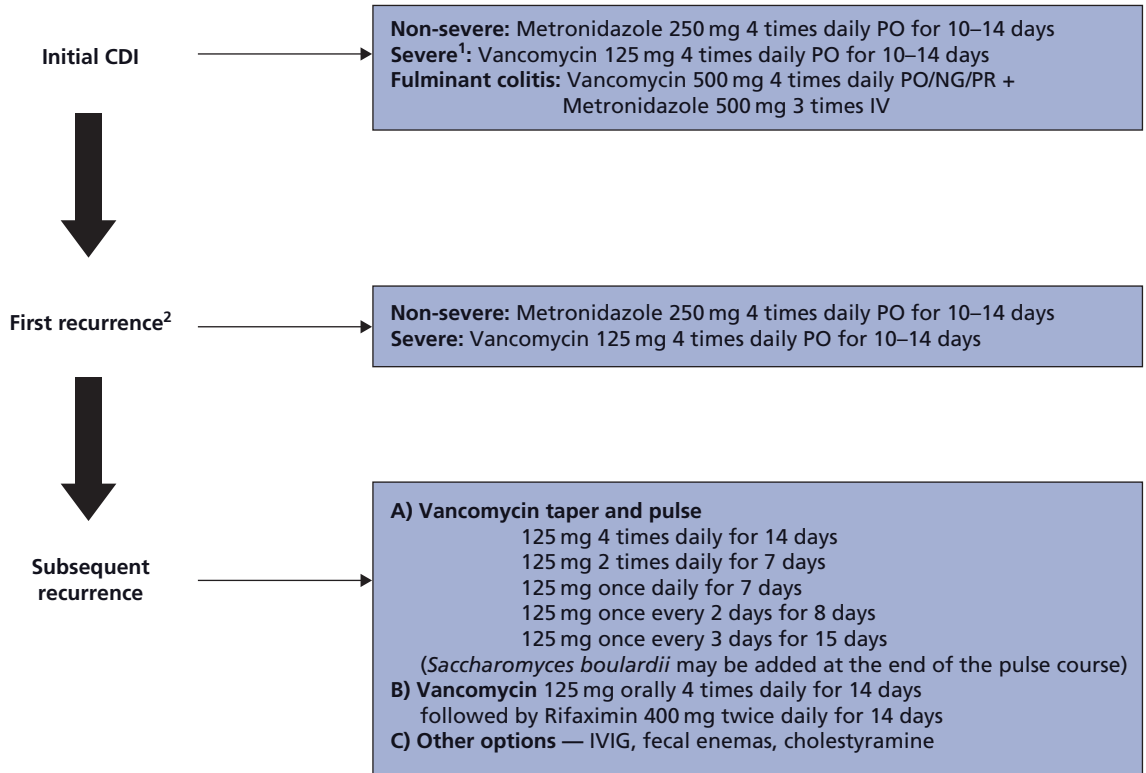 Initial CDI
Non-severe: Metronidazole 250 mg 4 times daily PO for 10–14 days
Severe¹: Vancomycin 125 mg 4 times daily PO for 10–14 days
Fulminant colitis: Vancomycin 500 mg 4 times daily PO/NG/PR +
Metronidazole 500 mg 3 times IV
First recurrence²
Non-severe: Metronidazole 250 mg 4 times daily PO for 10–14 days
Severe: Vancomycin 125 mg 4 times daily PO for 10–14 days
Subsequent
recurrence
A) Vancomycin taper and pulse
125 mg 4 times daily for 14 days
125 mg 2 times daily for 7 days
125 mg once daily for 7 days
125 mg once every 2 days for 8 days
125 mg once every 3 days for 15 days
(Saccharomyces boulardii may be added at the end of the pulse course)
B) Vancomycin 125 mg orally 4 times daily for 14 days
followed by Rifaximin 400 mg twice daily for 14 days
C) Other options — IVIG, fecal enemas, cholestyramine